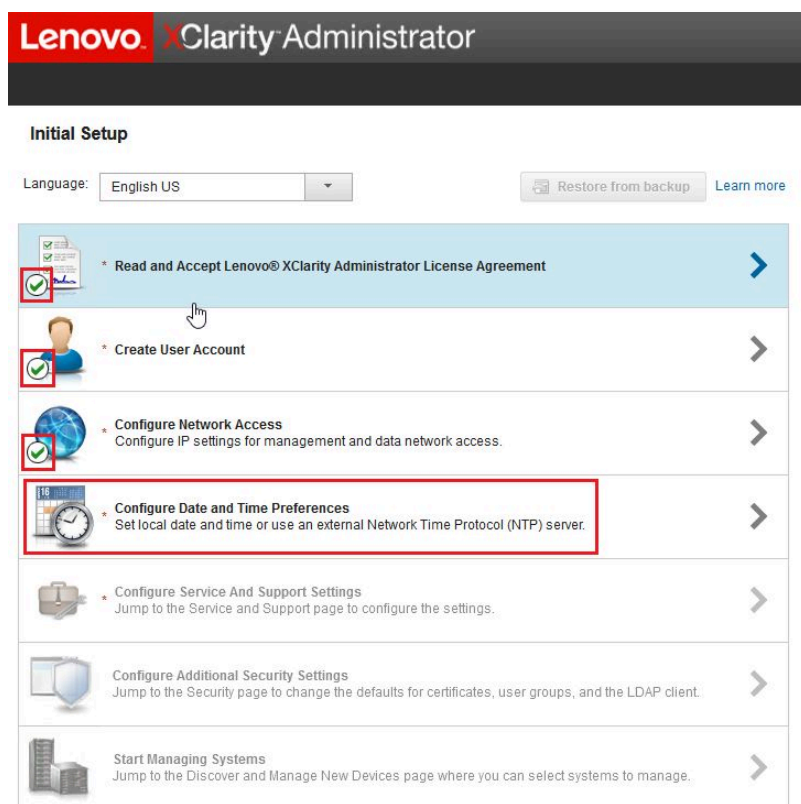 Lenovo. XClarity Administrator
Initial Setup
Language: English US Restore from backup Learn more
* Read and Accept Lenovo® XClarity Administrator License Agreement
* Create User Account
* Configure Network Access
Configure IP settings for management and data network access.
16
* Configure Date and Time Preferences
Set local date and time or use an external Network Time Protocol (NTP) server.
* Configure Service And Support Settings
Jump to the Service and Support page to configure the settings.
Configure Additional Security Settings
Jump to the Security page to change the defaults for certificates, user groups, and the LDAP client.
Start Managing Systems
Jump to the Discover and Manage New Devices page where you can select systems to manage.